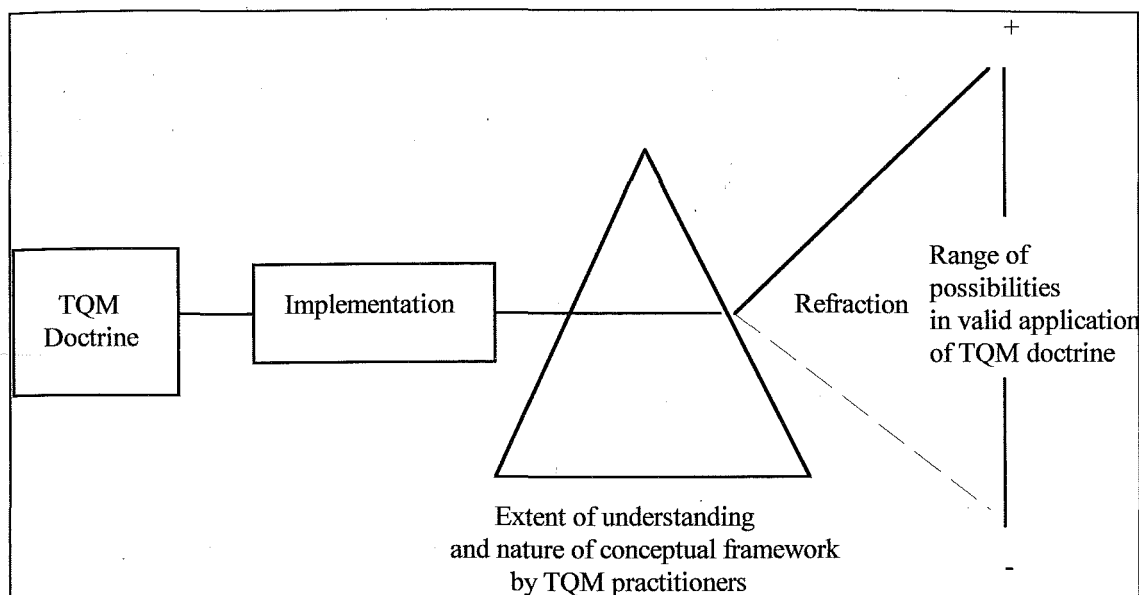 TQM
Doctrine
Implementation
Extent of understanding
and nature of conceptual framework
by TQM practitioners
Refraction
+
Range of
possibilities
in valid application
of TQM doctrine
-